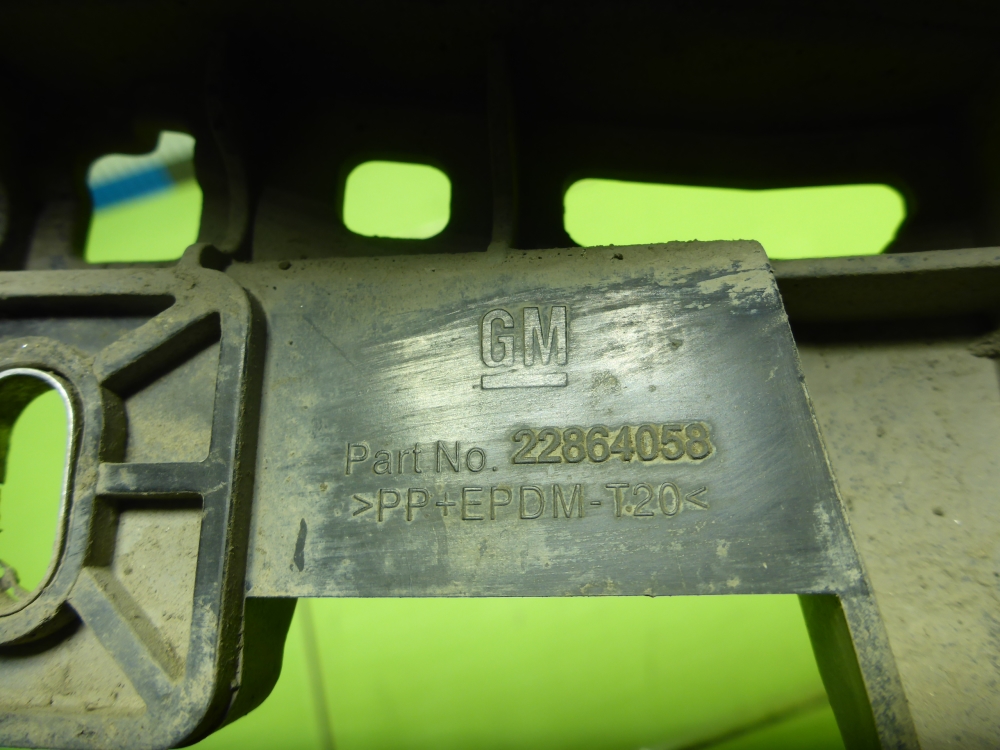 GM
Part No. 22864058
>PP+EPDM-T20<